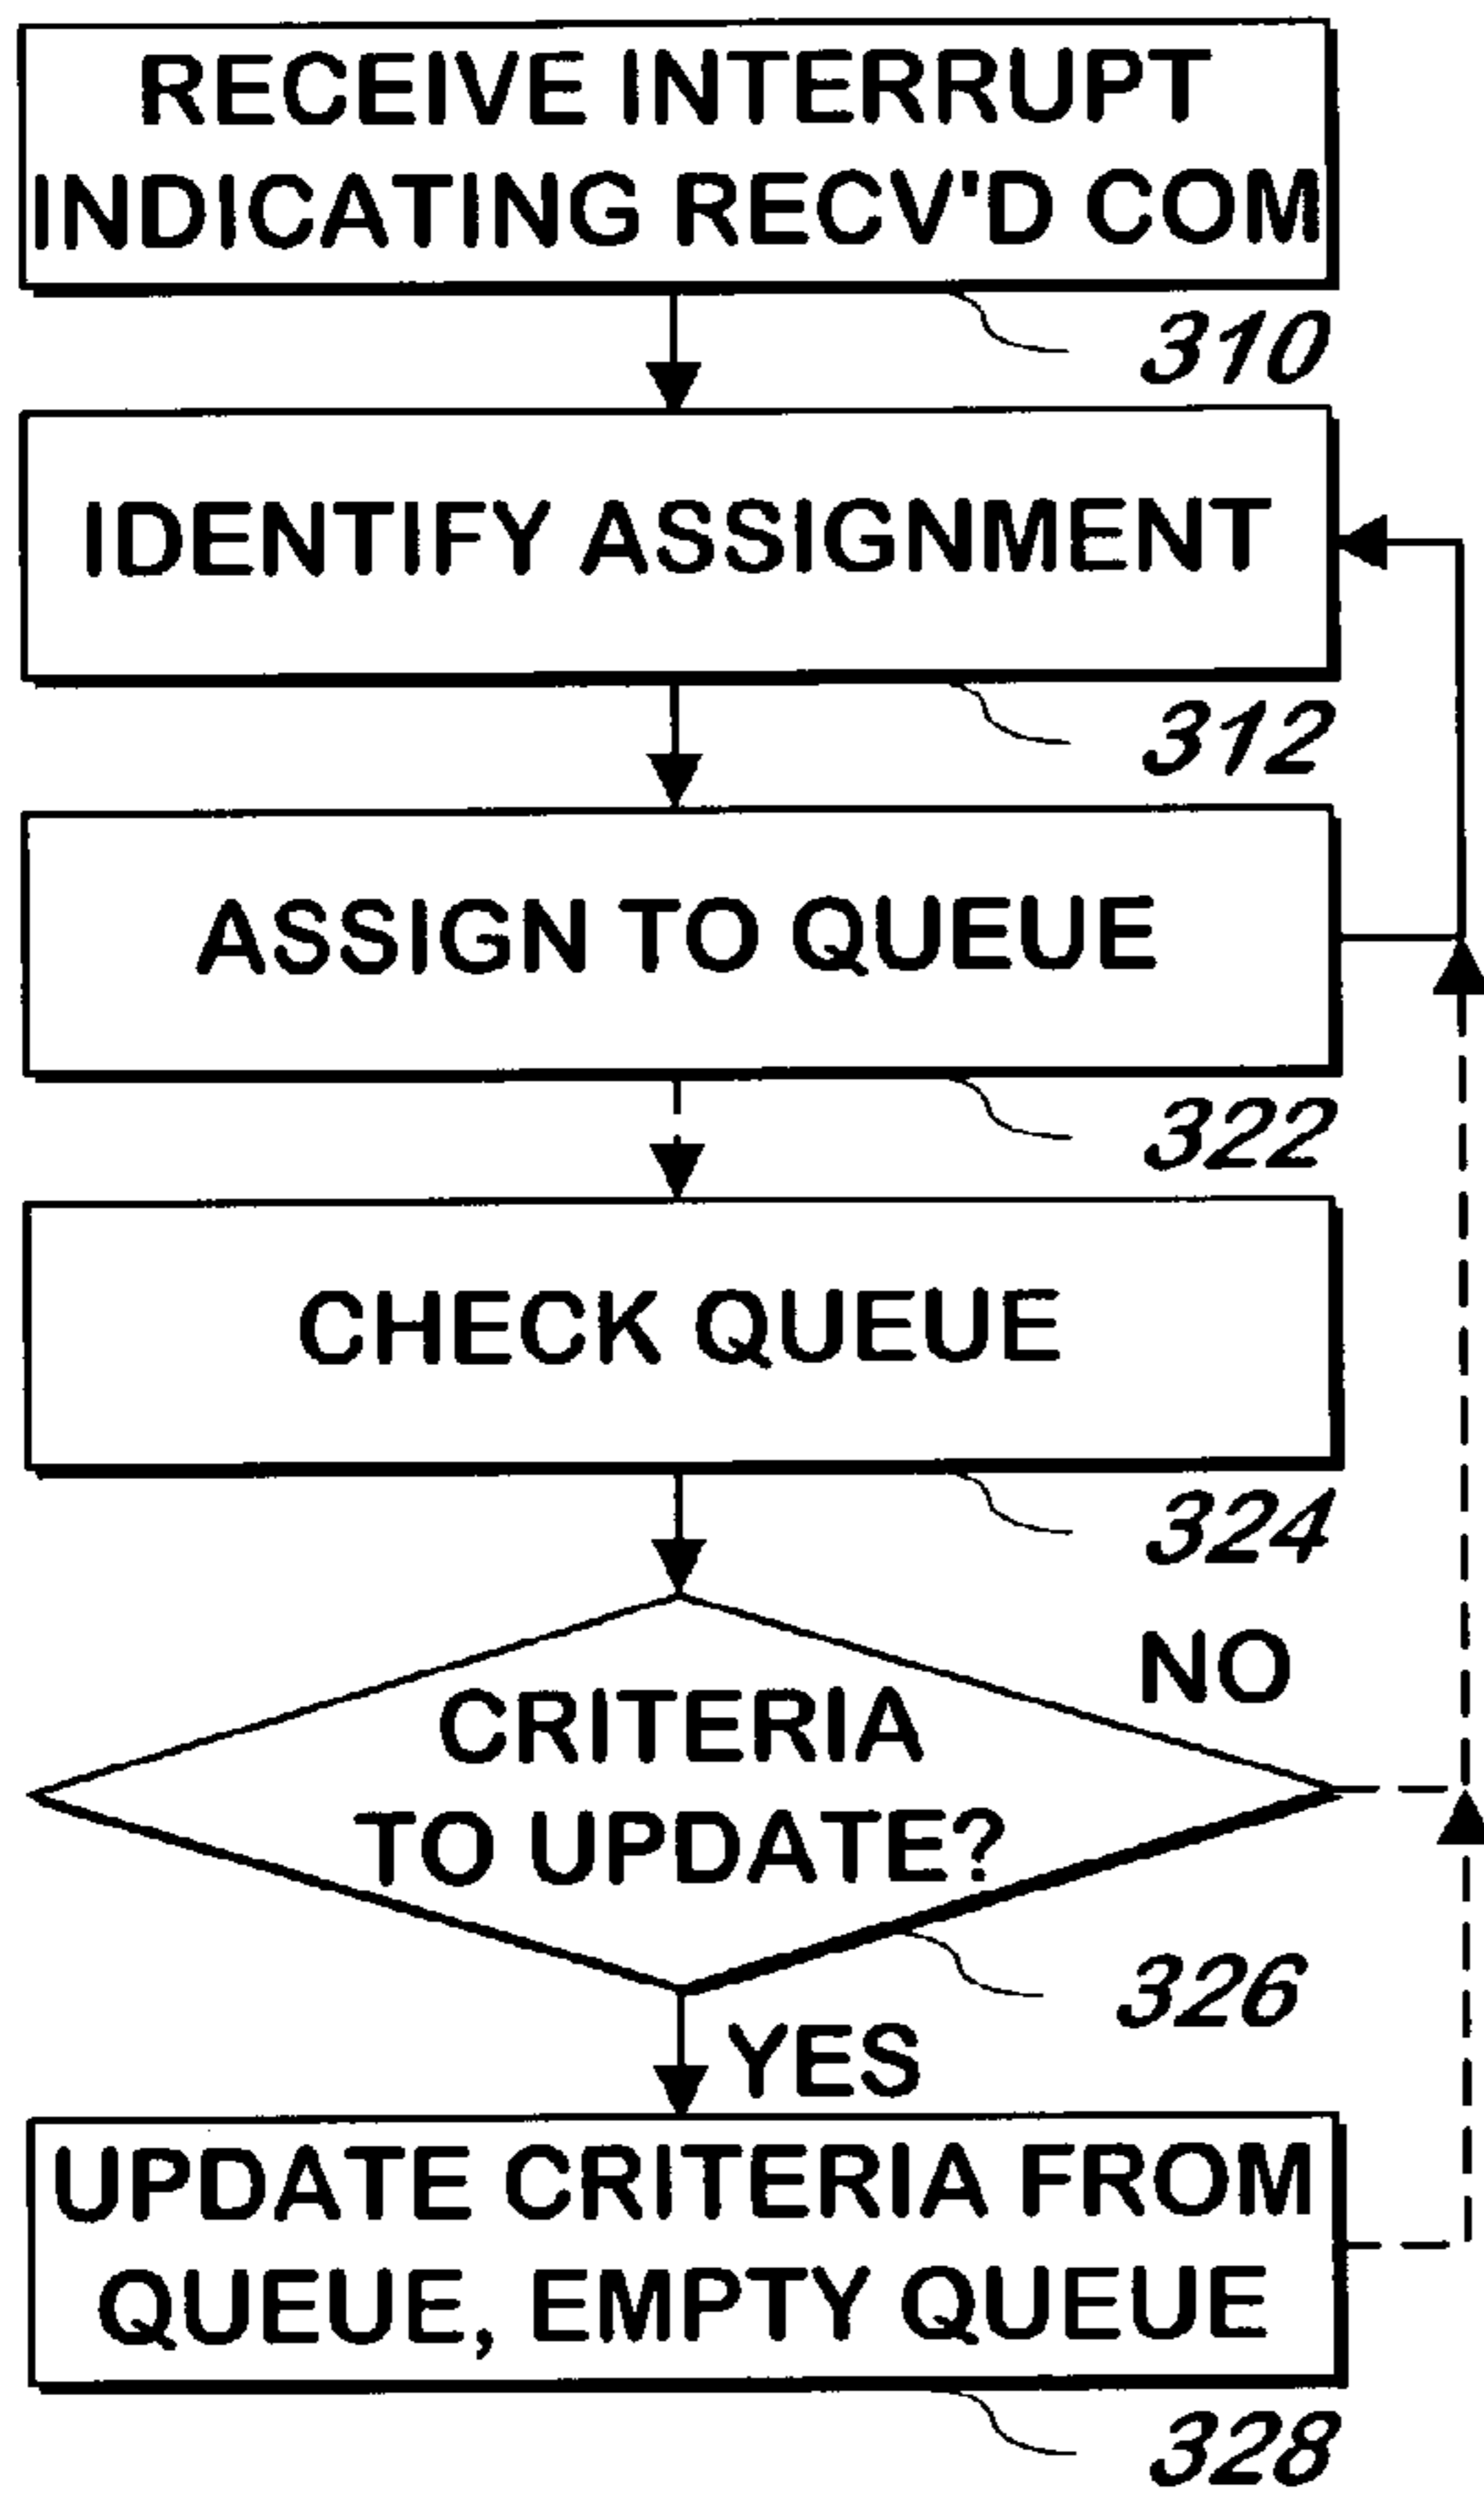 RECEIVE INTERRUPT
INDICATING RECV'D COM
310
IDENTIFY ASSIGNMENT
312
ASSIGN TO QUEUE
322
CHECK QUEUE
324
NO
CRITERIA
TO UPDATE?
326
YES
UPDATE CRITERIA FROM
QUEUE, EMPTY QUEUE
328